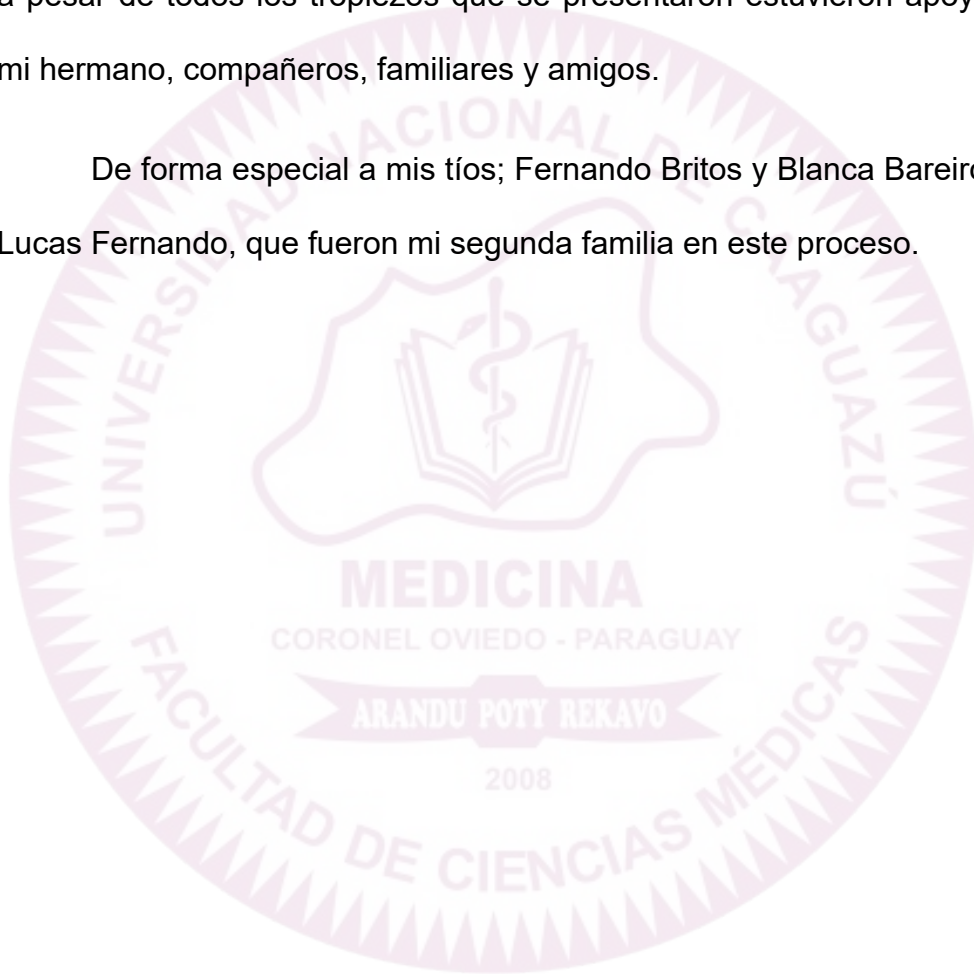 a pesar de todos los tropiezos que se presentaron estuvieron apoy
mi hermano, compañeros, familiares y amigos.
De forma especial a mis tíos; Fernando Britos y Blanca Bareiro
Lucas Fernando, que fueron mi segunda familia en este proceso.
UNIVERSIDAD NACIONAL DE CAAGUAZÚ
MEDICINA
CORONEL OVIEDO - PARAGUAY
ARANDU POTY REKAVO
2008
FACULTAD DE CIENCIAS MÉDICAS